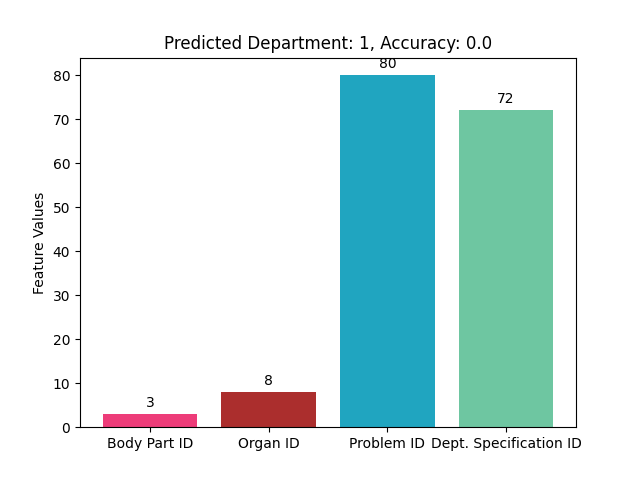 Predicted Department: 1, Accuracy: 0.0
Feature Values
80
70
60
50
40
30
20
10
0
3
8
80
72
Body Part ID
Organ ID
Problem ID
Dept. Specification ID